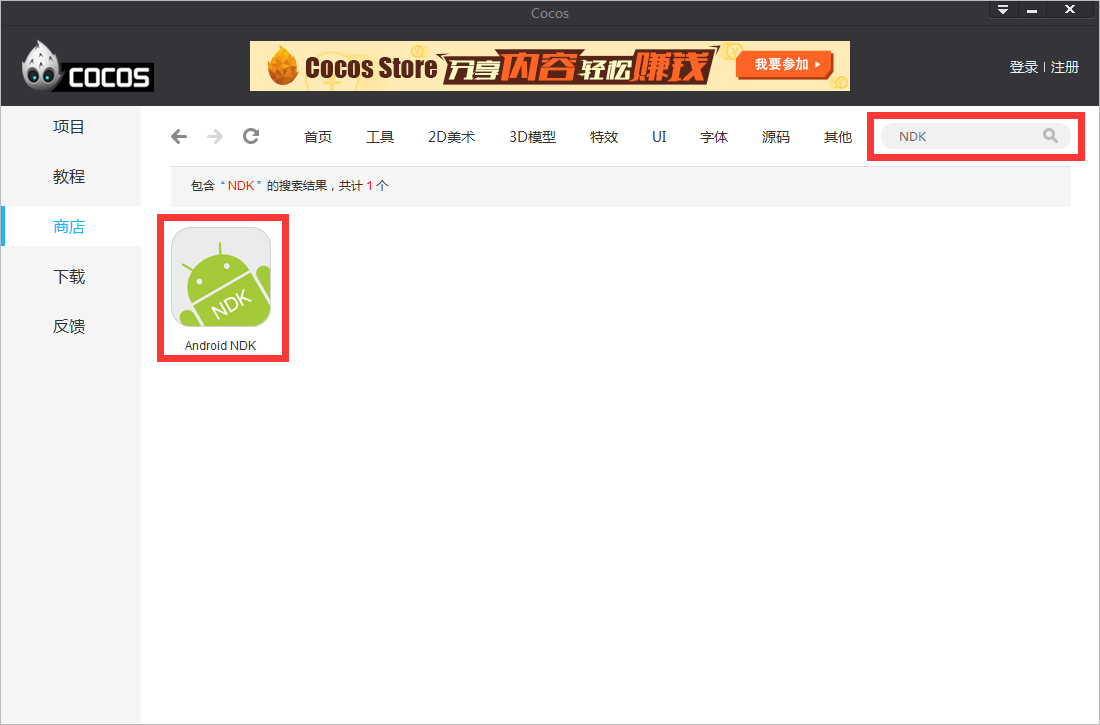 Cocos
COCOS
Cocos Store 分享内容轻松赚钱 我要参加
登录 | 注册
项目
教程
商店
下载
反馈
首页 工具 2D美术 3D模型 特效 UI 字体 源码 其他 NDK
包含“NDK”的搜索结果，共计1个
NDK
Android NDK